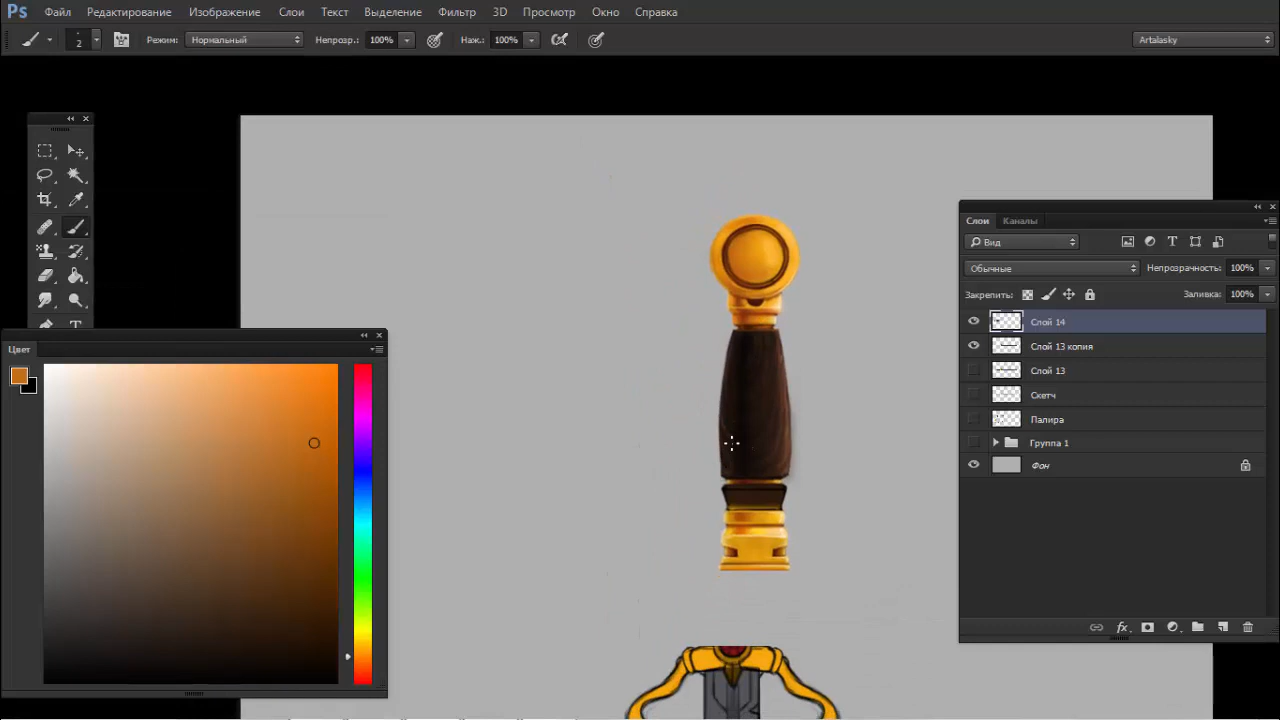 Ps Файл Редактирование Изображение Слои Текст Выделение Фильтр 3D Просмотр Окно Справка
2 Режим: Нормальный Непрозр.: 100% Наж.: 100% Artalasky
Слои Каналы
Вид
Обычные Непрозрачность: 100%
Закрепить: Заливка: 100%
Слой 14
Слой 13 копия
Слой 13
Скетч
Палира
Группа 1
Фон
Цвет